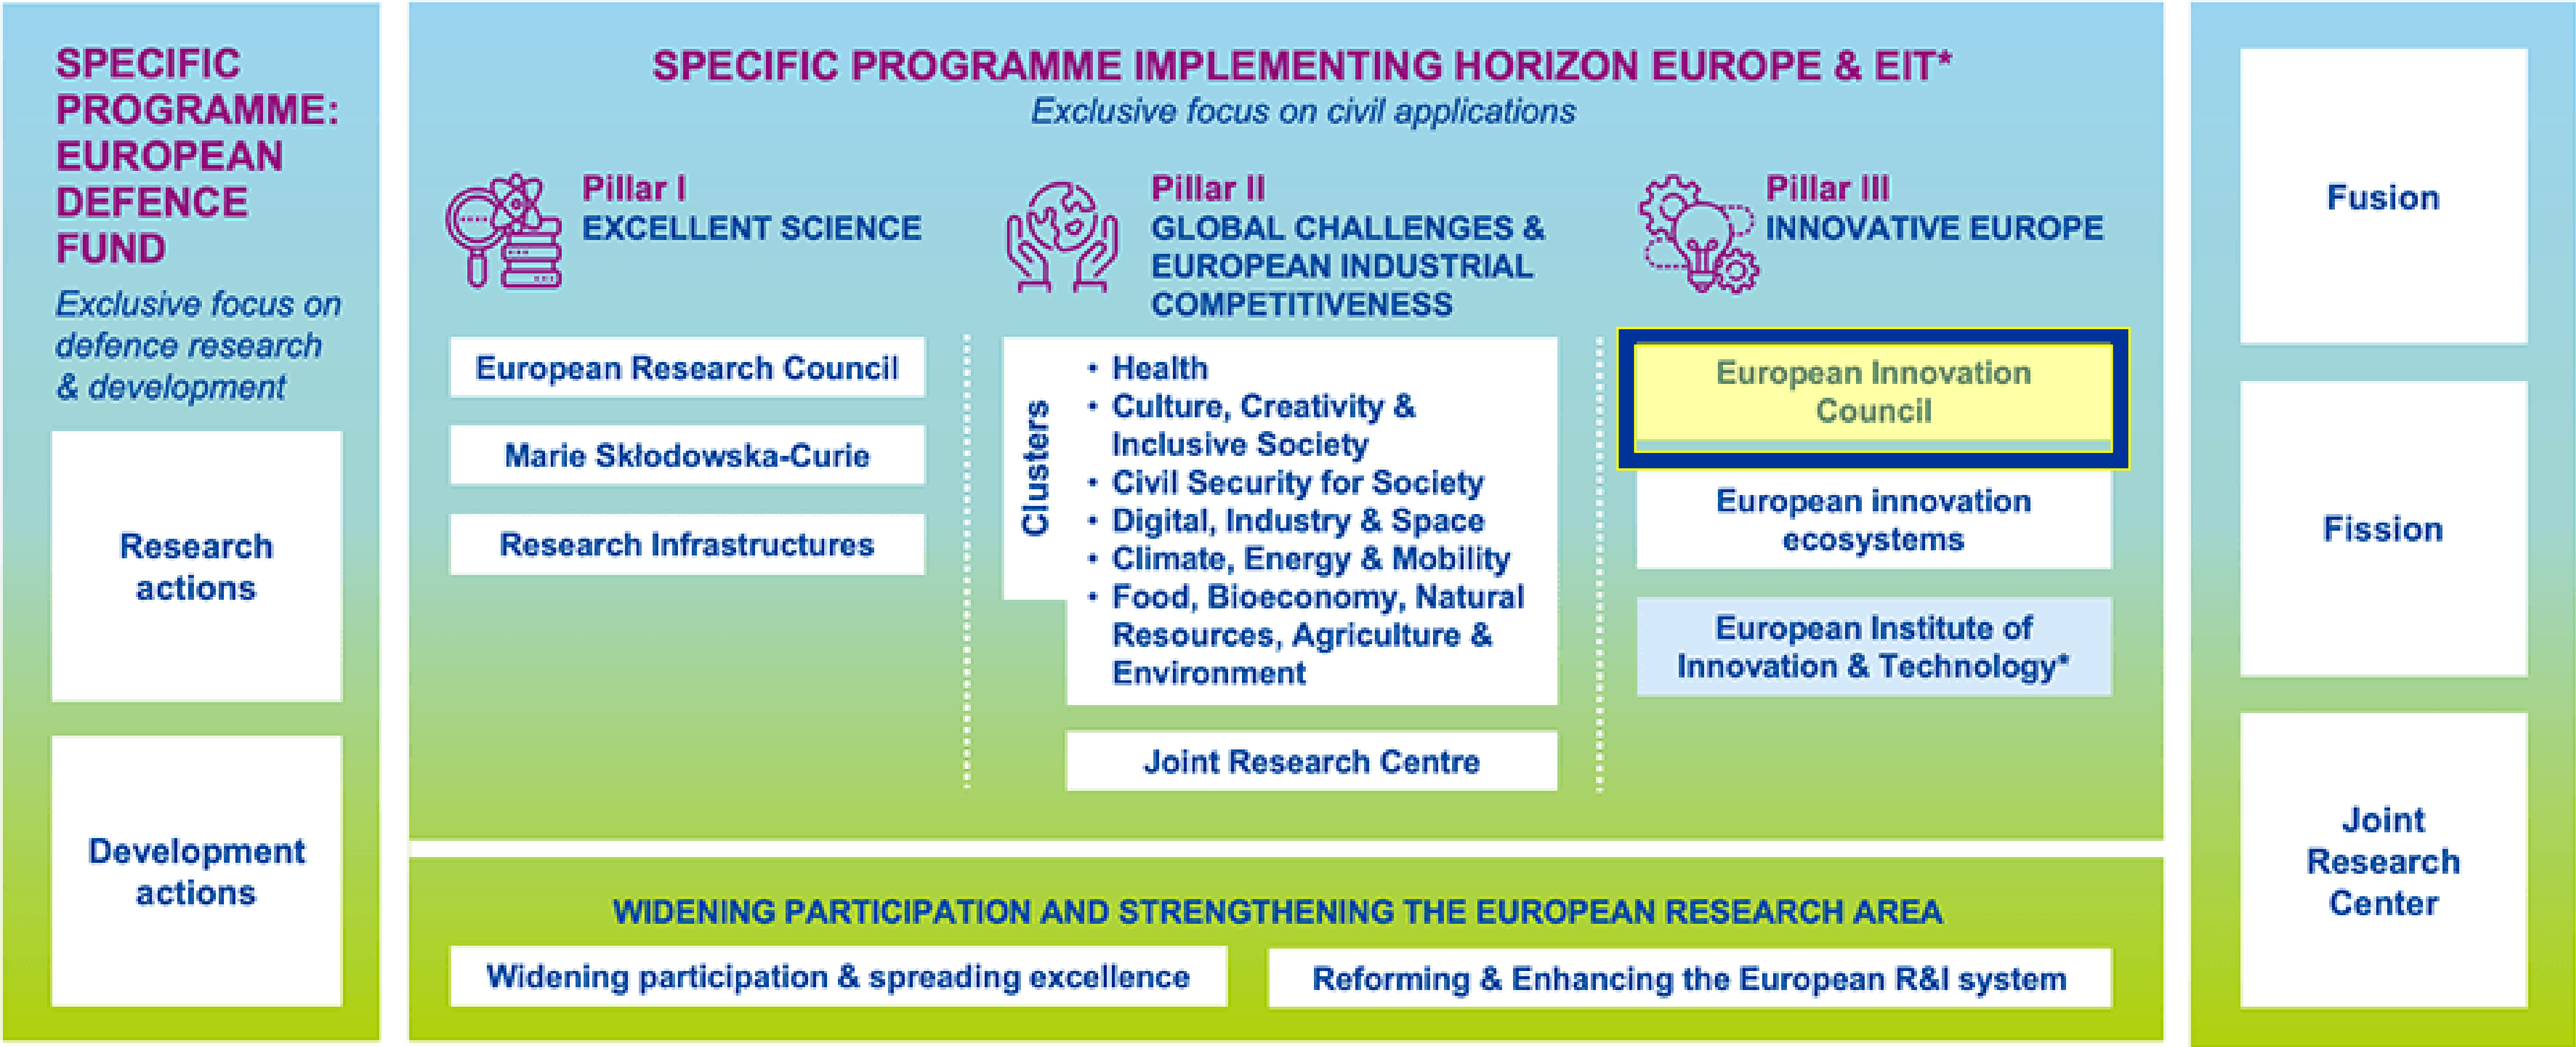 SPECIFIC
PROGRAMME:
EUROPEAN
DEFENCE
FUND
Exclusive focus on
defence research
& development
Research
actions
Development
actions
SPECIFIC PROGRAMME IMPLEMENTING HORIZON EUROPE & EIT*
Exclusive focus on civil applications
Pillar I
EXCELLENT SCIENCE
European Research Council
Marie Skłodowska-Curie
Research Infrastructures
Pillar II
GLOBAL CHALLENGES &
EUROPEAN INDUSTRIAL
COMPETITIVENESS
Clusters
• Health
• Culture, Creativity &
Inclusive Society
• Civil Security for Society
• Digital, Industry & Space
• Climate, Energy & Mobility
• Food, Bioeconomy, Natural
Resources, Agriculture &
Environment
Joint Research Centre
Pillar III
INNOVATIVE EUROPE
European Innovation
Council
European innovation
ecosystems
European Institute of
Innovation & Technology*
WIDENING PARTICIPATION AND STRENGTHENING THE EUROPEAN RESEARCH AREA
Widening participation & spreading excellence
Reforming & Enhancing the European R&I system
Fusion
Fission
Joint
Research
Center